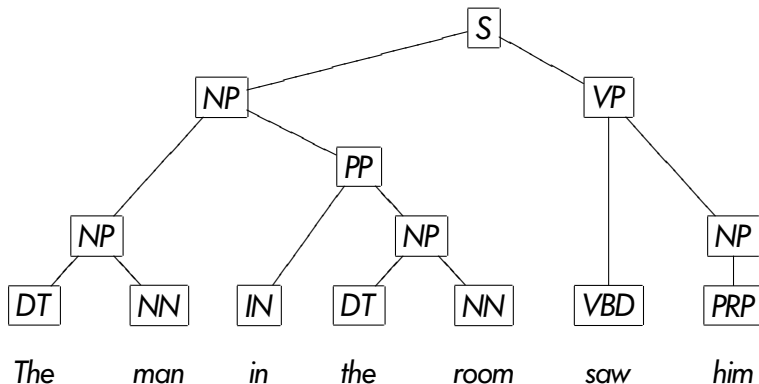 S
NP VP
PP
NP NP NP
DT NN IN DT NN VBD PRP
The man in the room saw him